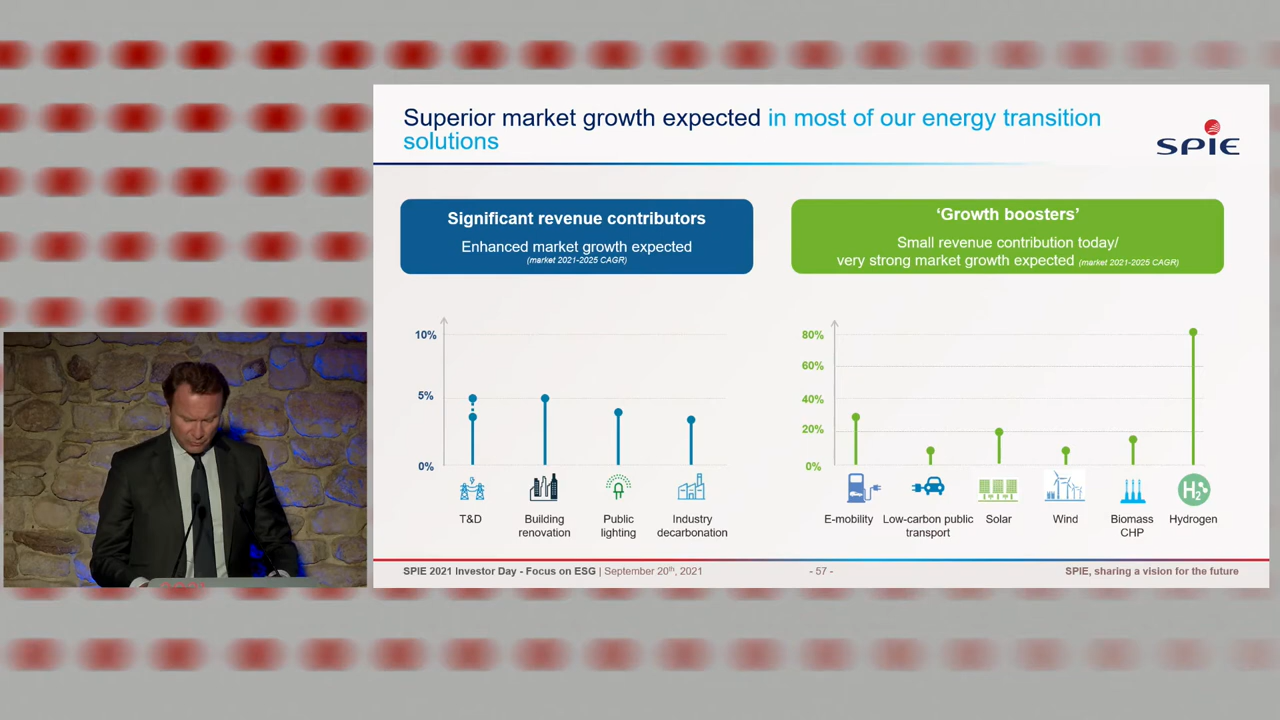 Superior market growth expected in most of our energy transition
solutions
SPIE
Significant revenue contributors
Enhanced market growth expected
(market 2021-2025 CAGR)
‘Growth boosters’
Small revenue contribution today/
very strong market growth expected (market 2021-2025 CAGR)
10%
5%
0%
T&D
Building
renovation
Public
lighting
Industry
decarbonation
80%
60%
40%
20%
0%
E-mobility
Low-carbon public
transport
Solar
Wind
Biomass
CHP
H2
Hydrogen
SPIE 2021 Investor Day - Focus on ESG | September 20th, 2021
- 57 -
SPIE, sharing a vision for the future